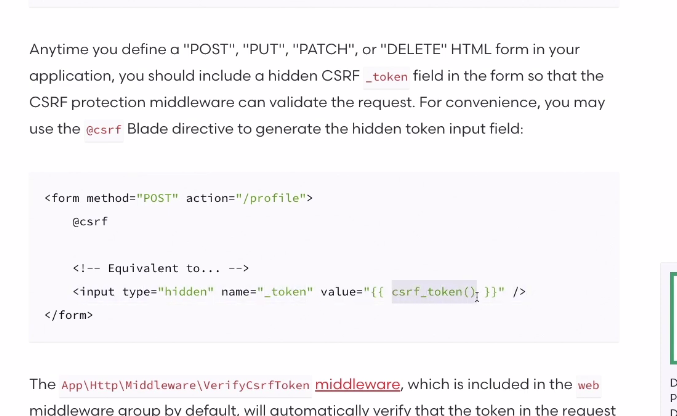 Anytime you define a "POST", "PUT", "PATCH", or "DELETE" HTML form in your
application, you should include a hidden CSRF _token field in the form so that the
CSRF protection middleware can validate the request. For convenience, you may
use the @csrf Blade directive to generate the hidden token input field:
<form method="POST" action="/profile">
@csrf
<!-- Equivalent to... -->
<input type="hidden" name="_token" value="{{ csrf_token() }}" />
</form>
The App\Http\Middleware\VerifyCsrfToken middleware, which is included in the web
middleware group by default, will automatically verify that the token in the request